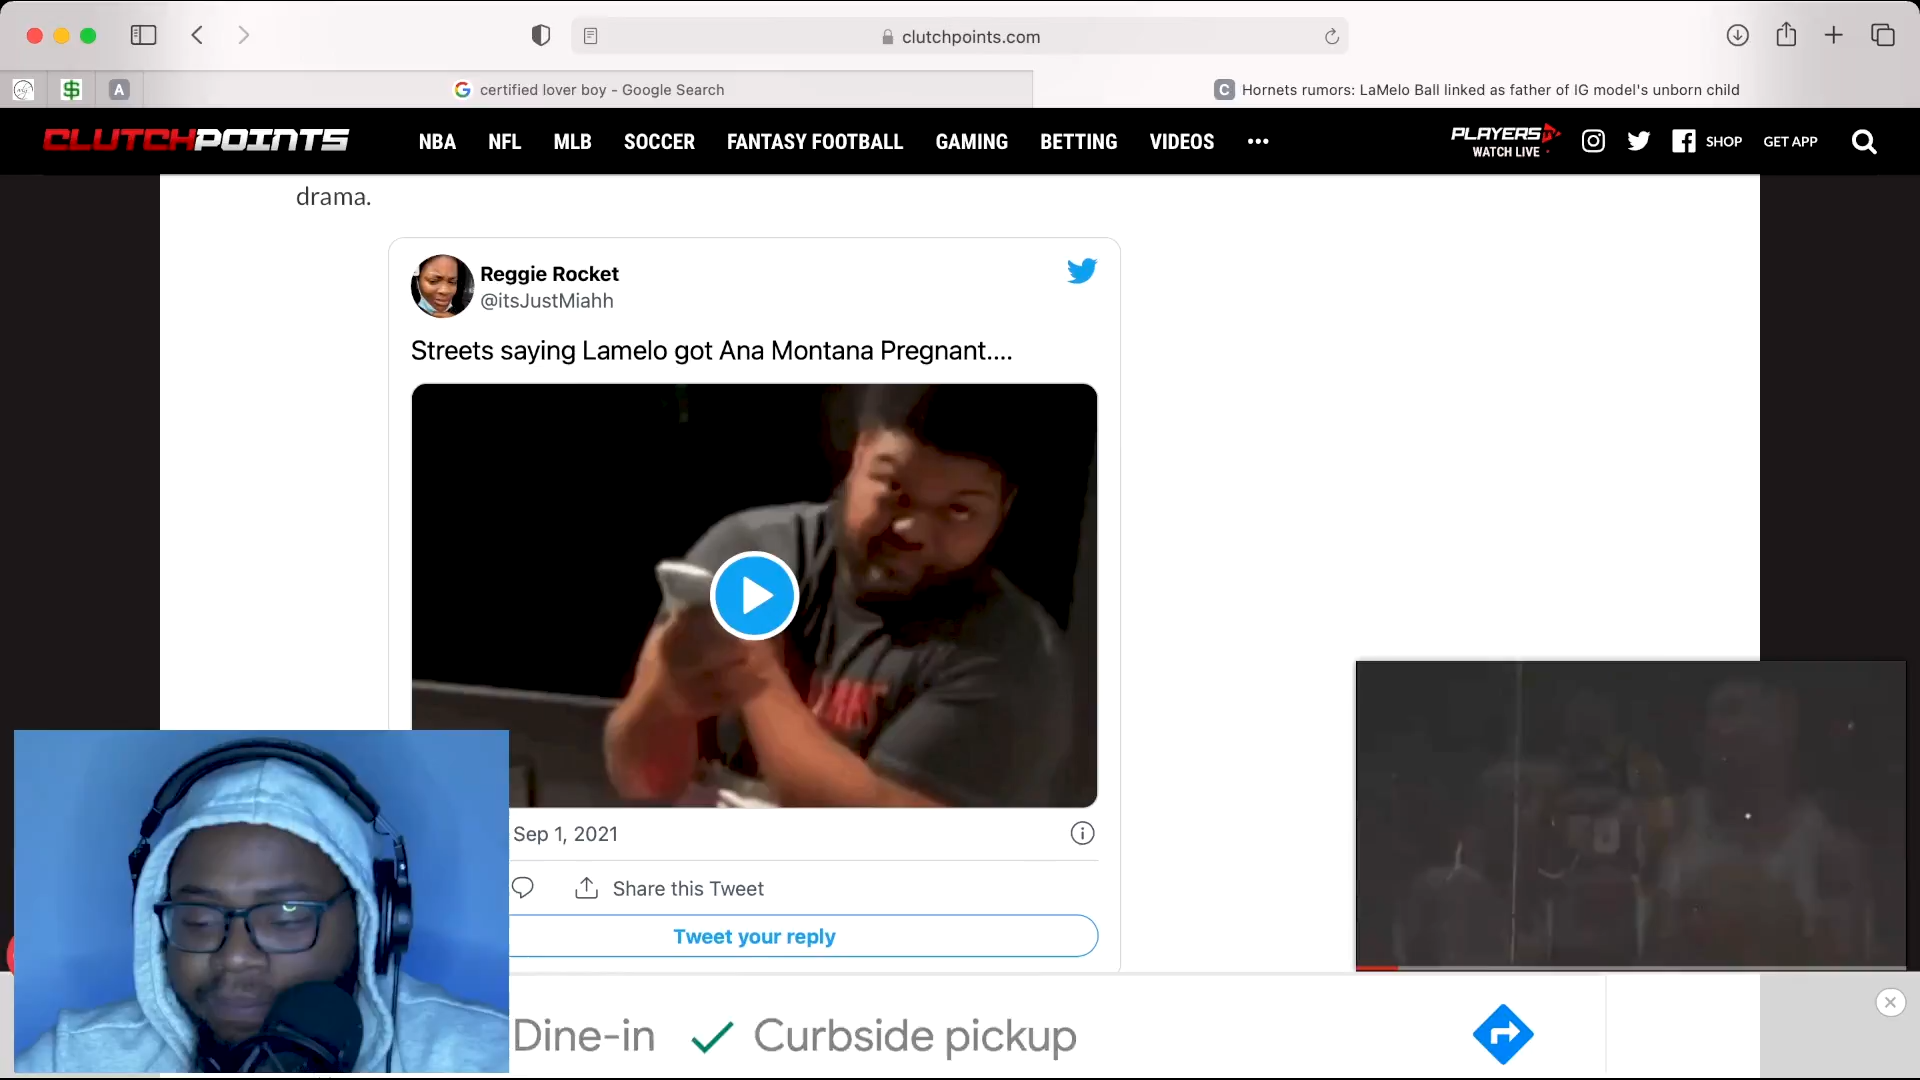 clutchpoints.com
A
certified lover boy - Google Search
C Hornets rumors: LaMelo Ball linked as father of IG model's unborn child
CLUTCHPOINTS NBA NFL MLB SOCCER FANTASY FOOTBALL GAMING BETTING VIDEOS ••• PLAYERSTV WATCH LIVE SHOP GET APP
drama.
Reggie Rocket
@itsJustMiahh
Streets saying Lamelo got Ana Montana Pregnant....
Sep 1, 2021
Share this Tweet
Tweet your reply
Dine-in Curbside pickup